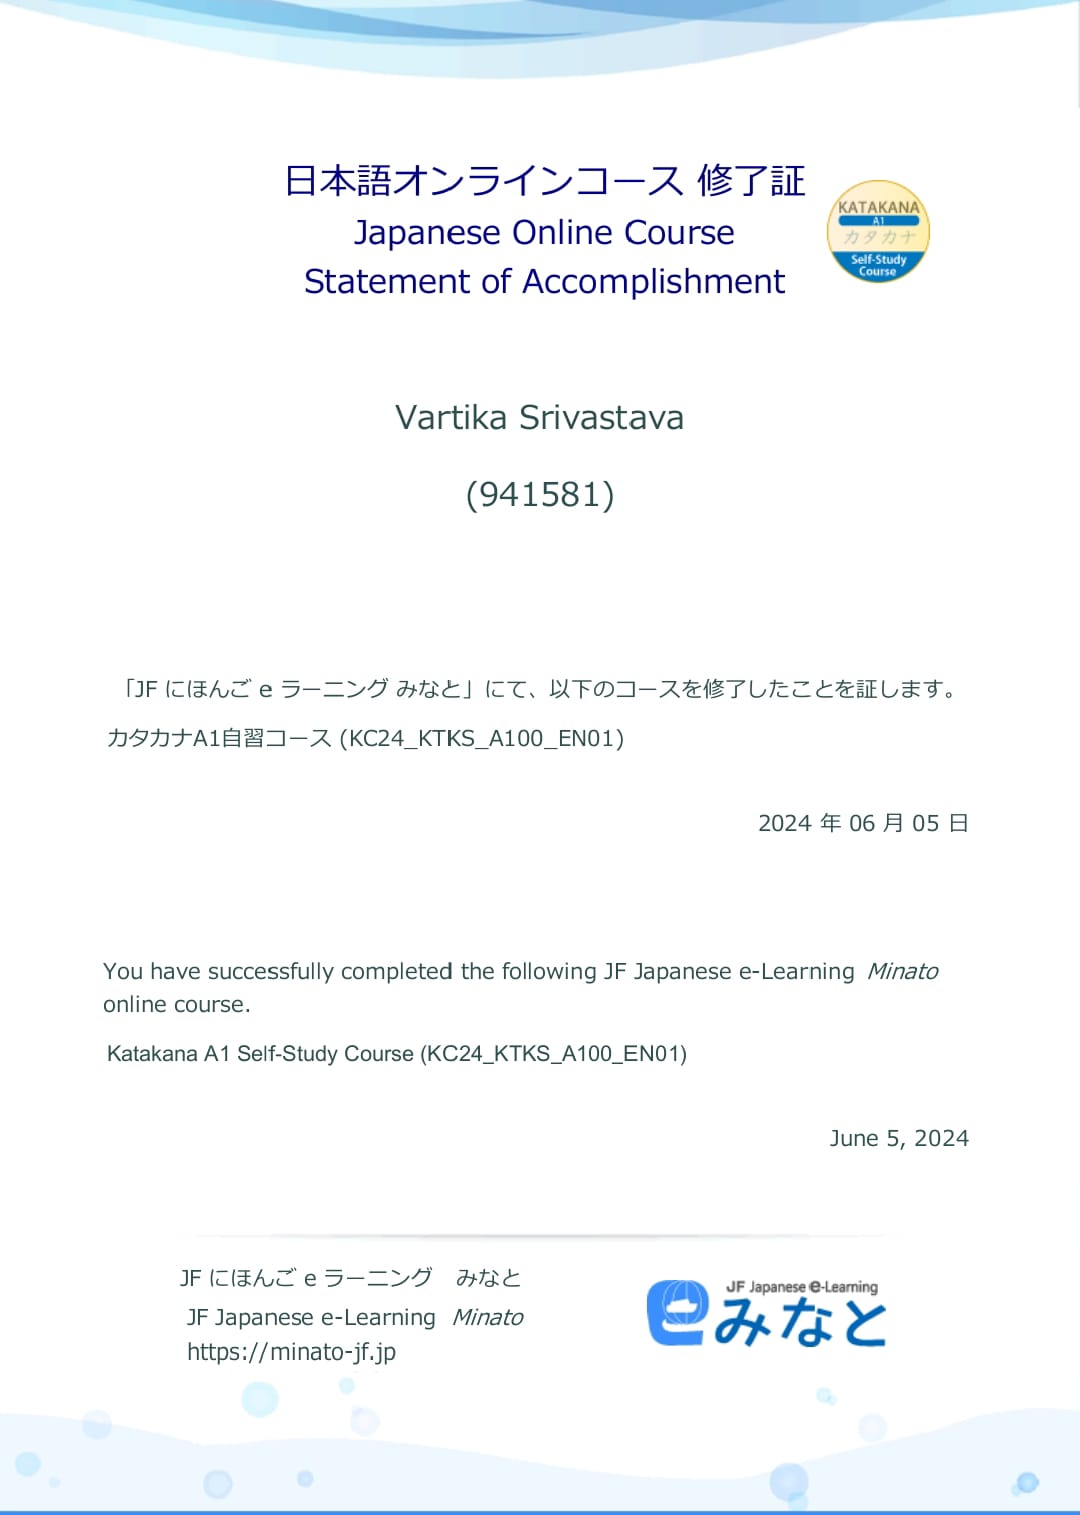 日本語オンラインコース 修了証
Japanese Online Course
Statement of Accomplishment
KATAKANA
A1
カタカナ
Self-Study
Course
Vartika Srivastava
(941581)
「JF にほんご e ラーニング みなと」にて、以下のコースを修了したことを証します。
カタカナA1自習コース (KC24_KTKS_A100_EN01)
2024 年 06 月 05 日
You have successfully completed the following JF Japanese e-Learning Minato
online course.
Katakana A1 Self-Study Course (KC24_KTKS_A100_EN01)
June 5, 2024
JF にほんご e ラーニング みなと
JF Japanese e-Learning Minato
https://minato-jf.jp
JF Japanese e-Learning
みなと